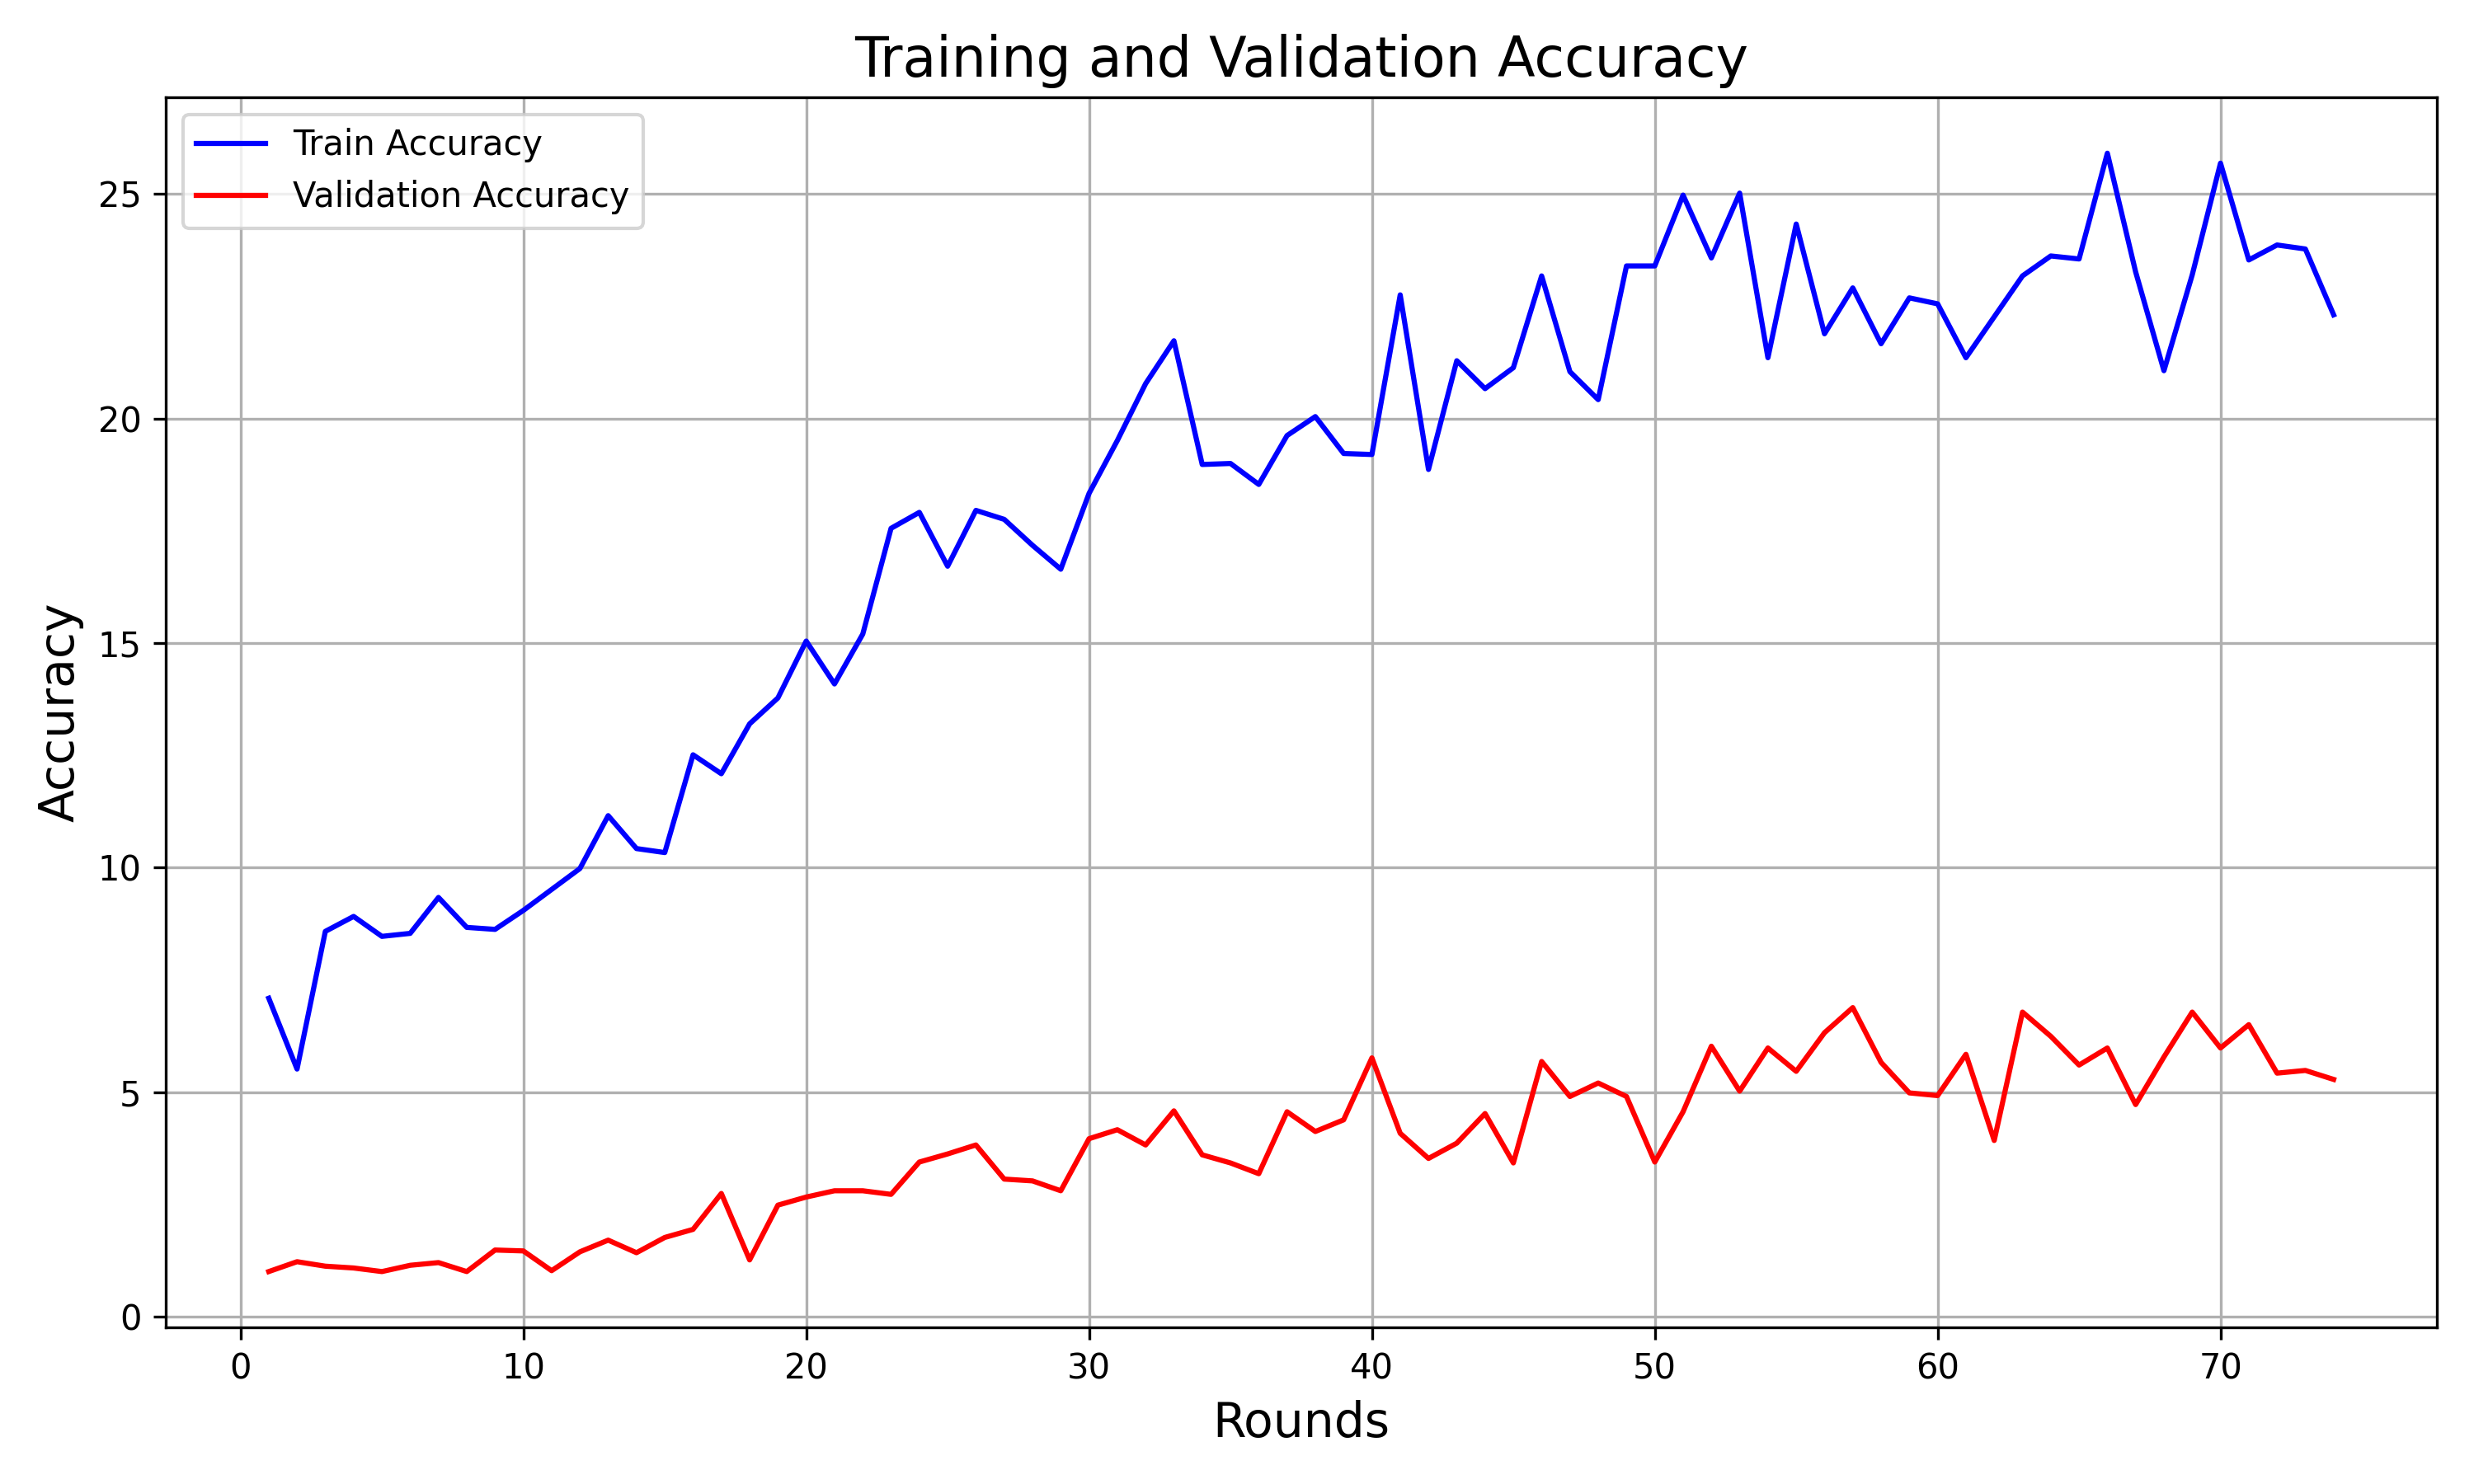 Training and Validation Accuracy
Train Accuracy
Validation Accuracy
Accuracy
25
20
15
10
5
0
0 10 20 30 40 50 60 70
Rounds